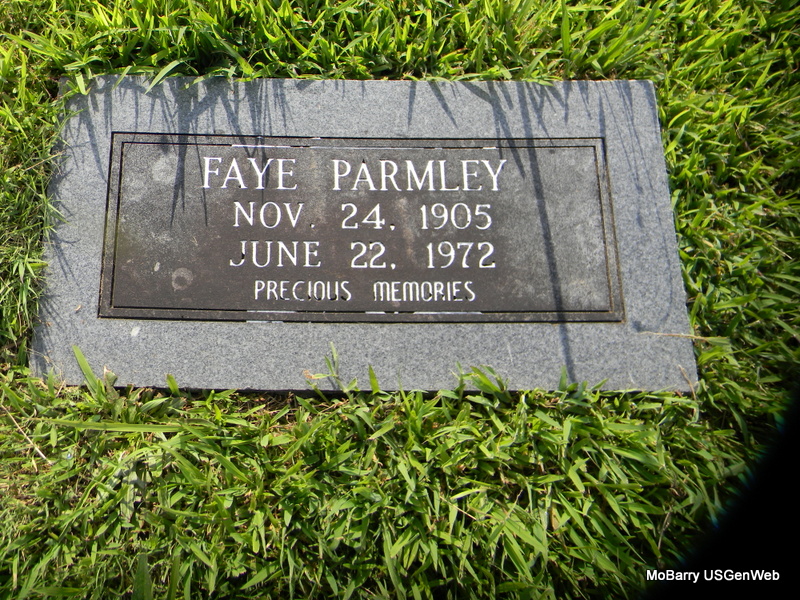 FAYE PARMLEY
NOV. 24, 1905
JUNE 22, 1972
PRECIOUS MEMORIES
MoBarry USGenWeb